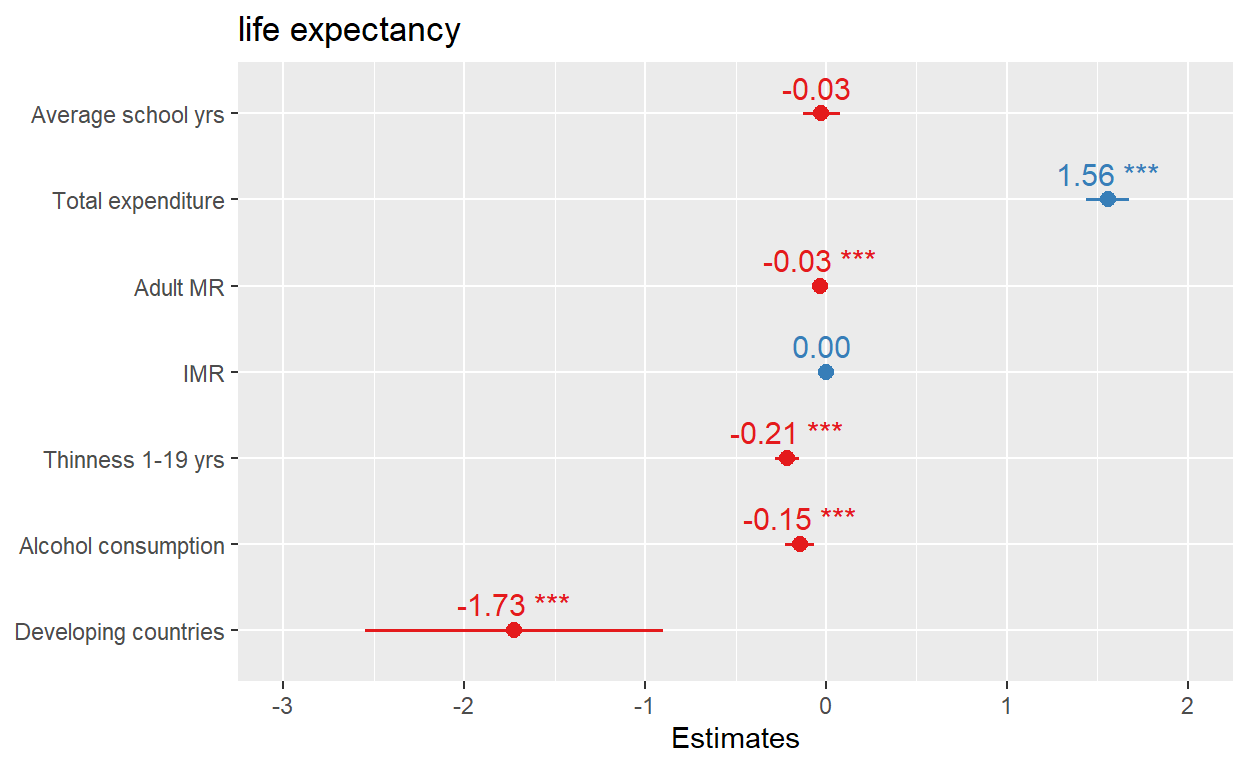 life expectancy
Average school yrs
-0.03
Total expenditure
1.56 ***
Adult MR
-0.03 ***
IMR
0.00
Thinness 1-19 yrs
-0.21 ***
Alcohol consumption
-0.15 ***
Developing countries
-1.73 ***
-3 -2 -1 0 1 2
Estimates